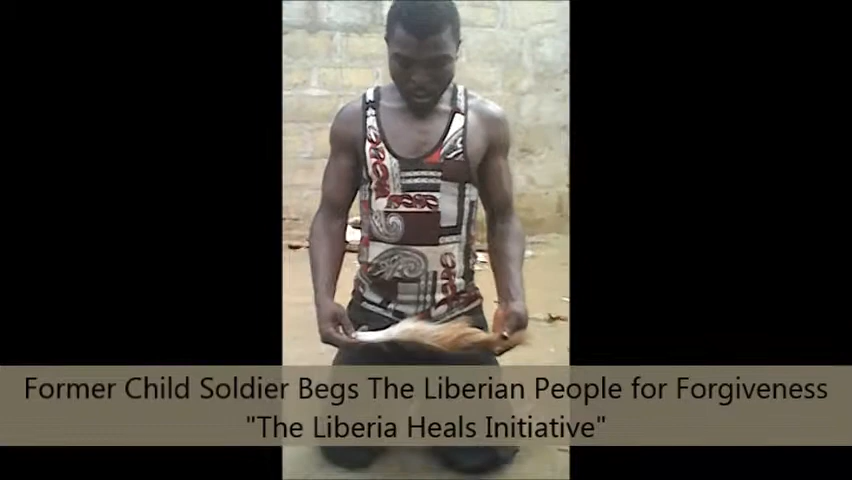 Former Child Soldier Begs The Liberian People for Forgiveness
"The Liberia Heals Initiative"